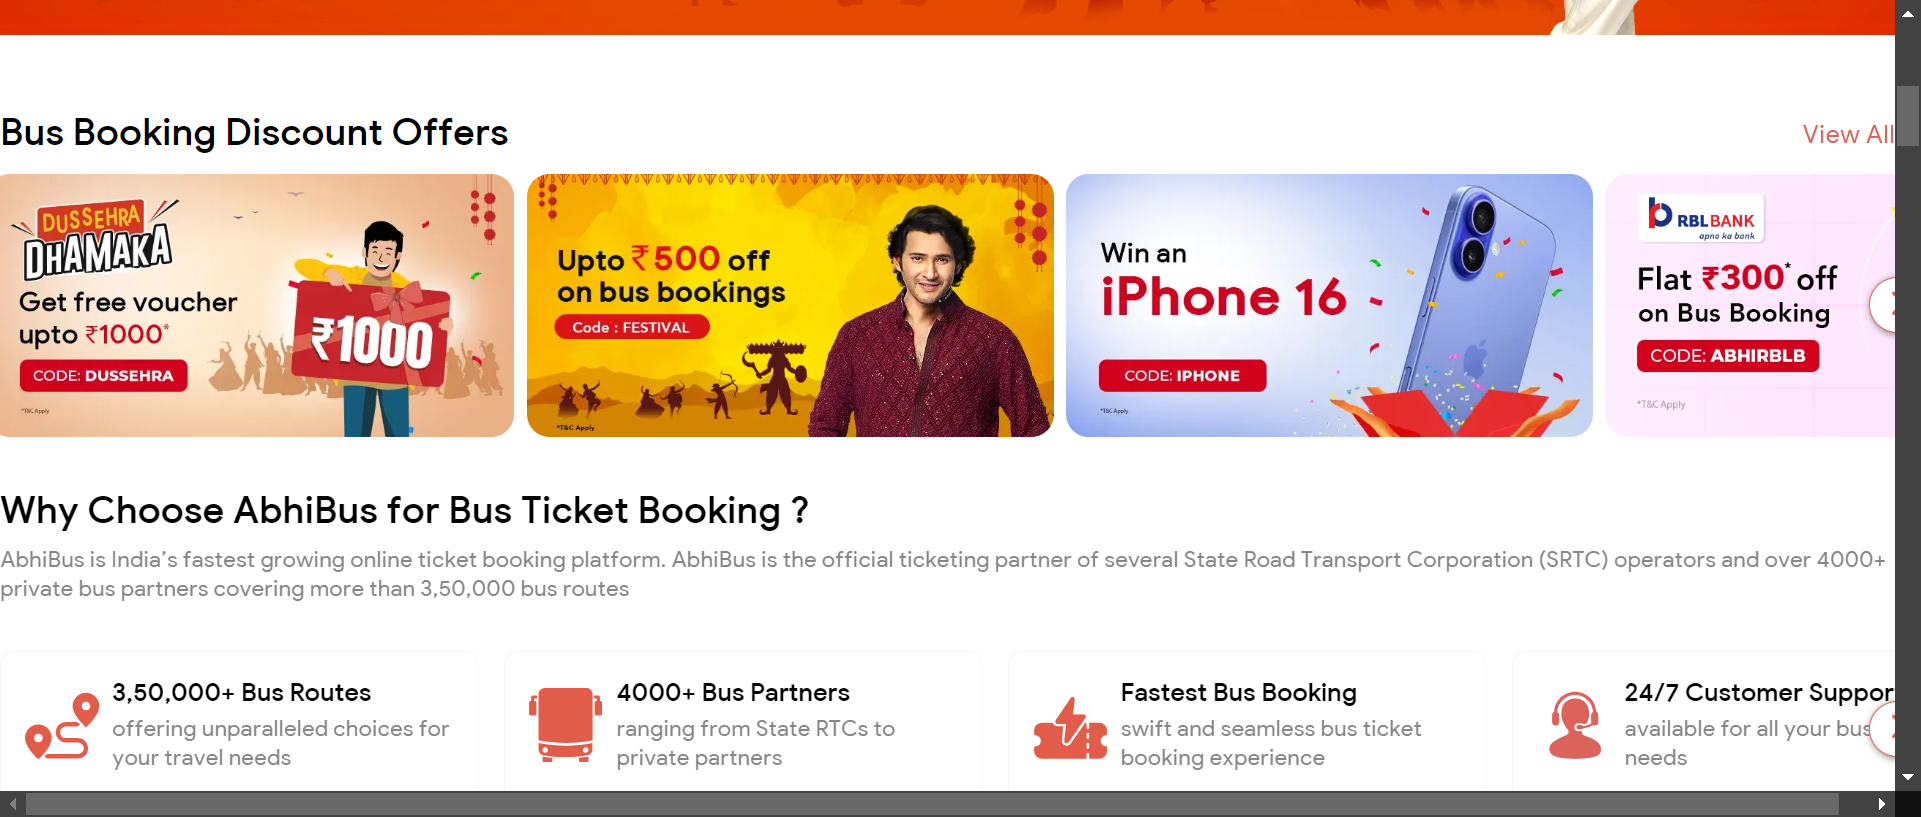 Bus Booking Discount Offers
View All
DUSSEHRA
DHAMAKA
Get free voucher
upto ₹1000*
CODE: DUSSEHRA
*T&C Apply
₹1000
Upto ₹500 off
on bus bookings
Code : FESTIVAL
*T&C Apply
Win an
iPhone 16
CODE: IPHONE
*T&C Apply
RBL BANK
apno ka bank
Flat ₹300* off
on Bus Booking
CODE: ABHIRBLB
*T&C Apply
Why Choose AbhiBus for Bus Ticket Booking ?
AbhiBus is India’s fastest growing online ticket booking platform. AbhiBus is the official ticketing partner of several State Road Transport Corporation (SRTC) operators and over 4000+
private bus partners covering more than 3,50,000 bus routes
3,50,000+ Bus Routes
offering unparalleled choices for
your travel needs
4000+ Bus Partners
ranging from State RTCs to
private partners
Fastest Bus Booking
swift and seamless bus ticket
booking experience
24/7 Customer Suppor
available for all your bus
needs